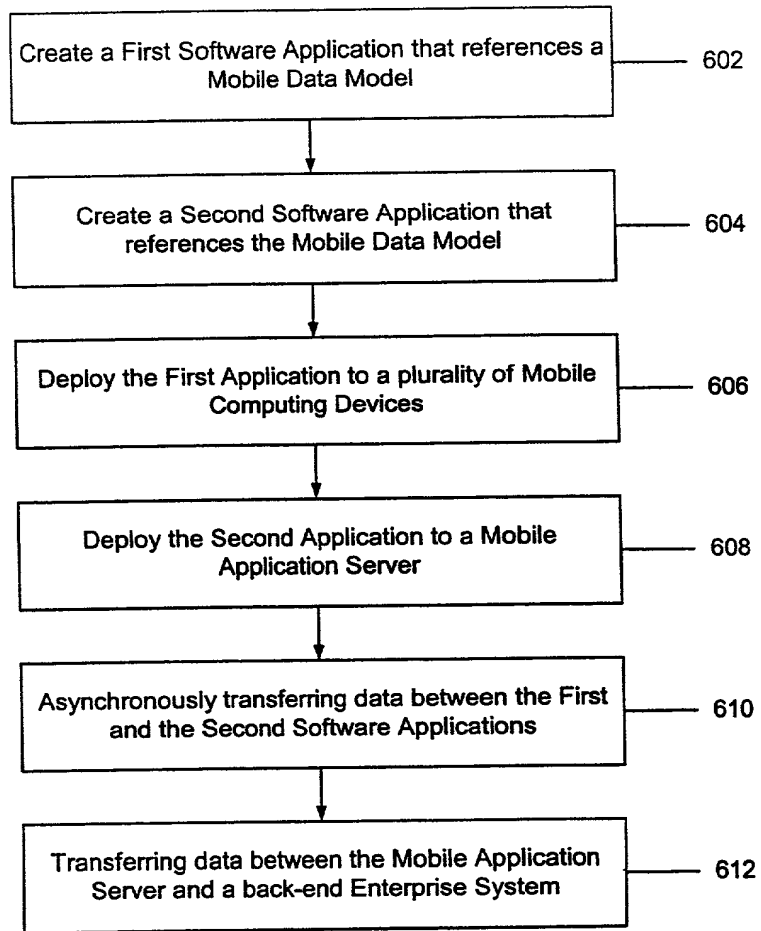 Create a First Software Application that references a
Mobile Data Model
602
Create a Second Software Application that
references the Mobile Data Model
604
Deploy the First Application to a plurality of Mobile
Computing Devices
606
Deploy the Second Application to a Mobile
Application Server
608
Asynchronously transferring data between the First
and the Second Software Applications
610
Transferring data between the Mobile Application
Server and a back-end Enterprise System
612